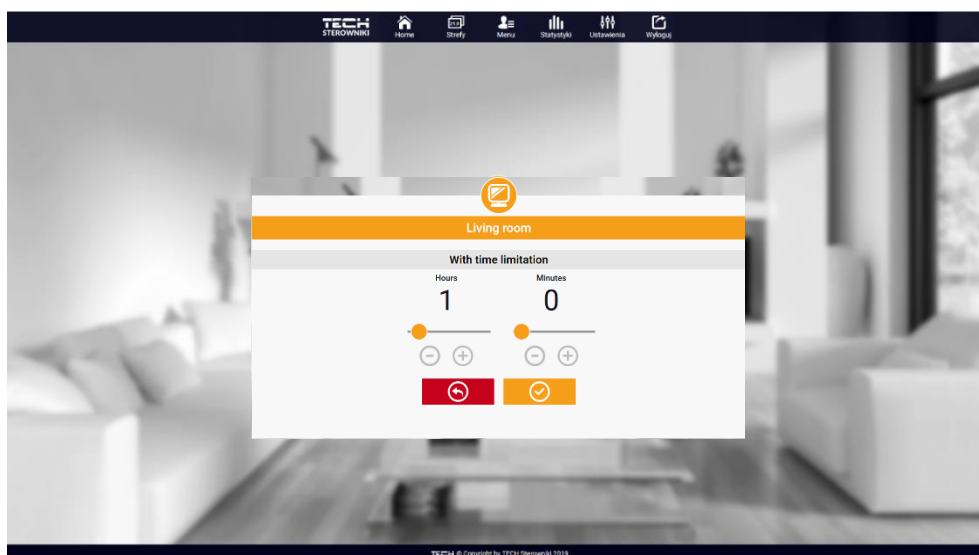 TECH
STEROWNIKI
Home
Strefy
Menu
Statystyki
Ustawienia
Wyloguj
Living room
With time limitation
Hours
Minutes
1
0
TECH © Copyright by TECH Sterowniki 2019